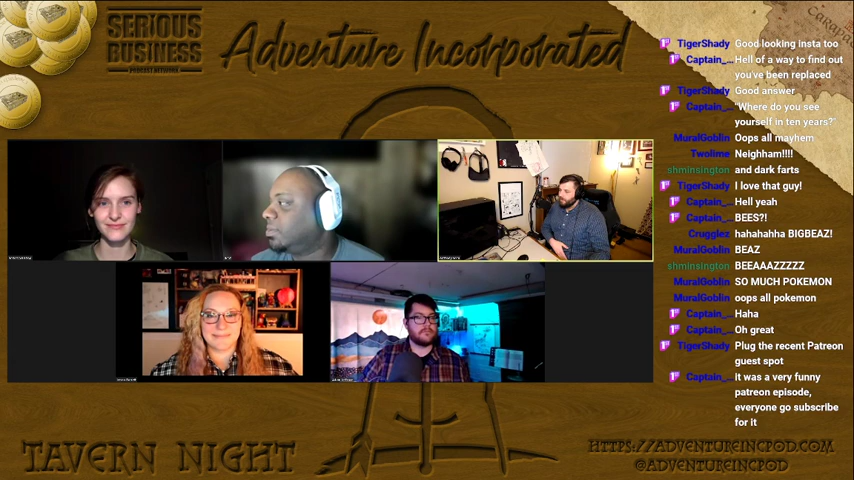 SERIOUS
BUSINESS
PODCAST NETWORK
Adventure Incorporated
TigerShady Good looking insta too
Captain_... Hell of a way to find out
you've been replaced
TigerShady Good answer
Captain_... "Where do you see
yourself in ten years?"
MuralGoblin Oops all mayhem
Twolime Neighham!!!!
shminsington and dark farts
TigerShady I love that guy!
Captain_... Hell yeah
Captain_... BEES?!
Crugglez hahahahha BIGBEAZ!
MuralGoblin BEAZ
shminsington BEEAAAZZZZZ
MuralGoblin SO MUCH POKEMON
MuralGoblin oops all pokemon
Captain_... Haha
Captain_... Oh great
TigerShady Plug the recent Patreon
guest spot
Captain_... It was a very funny
patreon episode,
everyone go subscribe
for it
TAVERN NIGHT
HTTPS://ADVENTUREINCPOD.COM
@ADVENTUREINCPOD